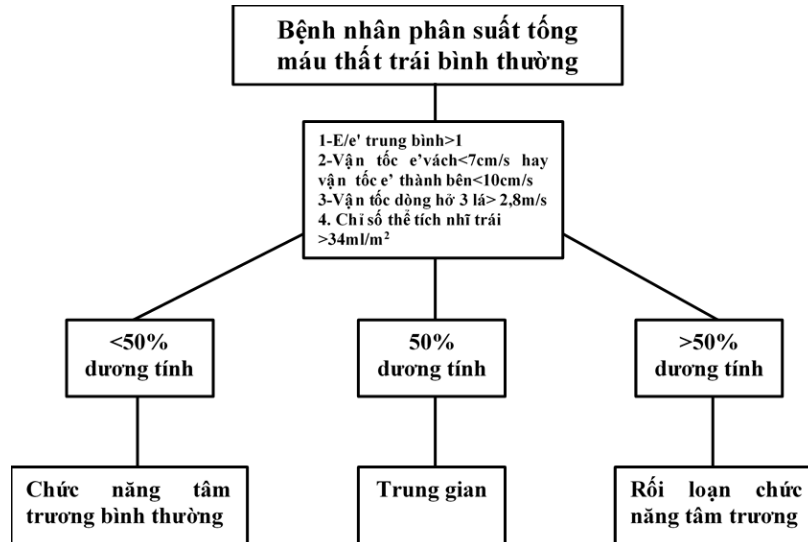 Bệnh nhân phân suất tống
máu thất trái bình thường
1-E/e' trung bình>1
2-Vận tốc e'vách<7cm/s hay
vận tốc e' thành bên<10cm/s
3-Vận tốc dòng hở 3 lá> 2,8m/s
4. Chỉ số thể tích nhĩ trái
>34ml/m²
<50%
dương tính
50%
dương tính
>50%
dương tính
Chức năng tâm
trương bình thường
Trung gian
Rối loạn chức
năng tâm trương